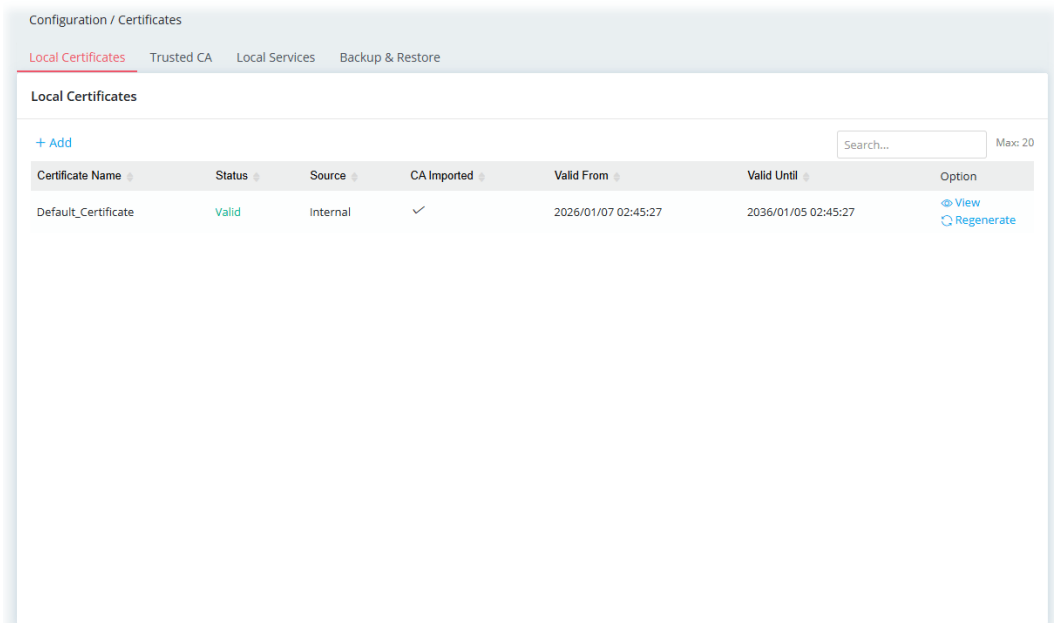 Configuration / Certificates
Local Certificates Trusted CA Local Services Backup & Restore
Local Certificates
+ Add Search... Max: 20
Certificate Name Status Source CA Imported Valid From Valid Until Option
Default_Certificate Valid Internal ✓ 2026/01/07 02:45:27 2036/01/05 02:45:27 View
Regenerate